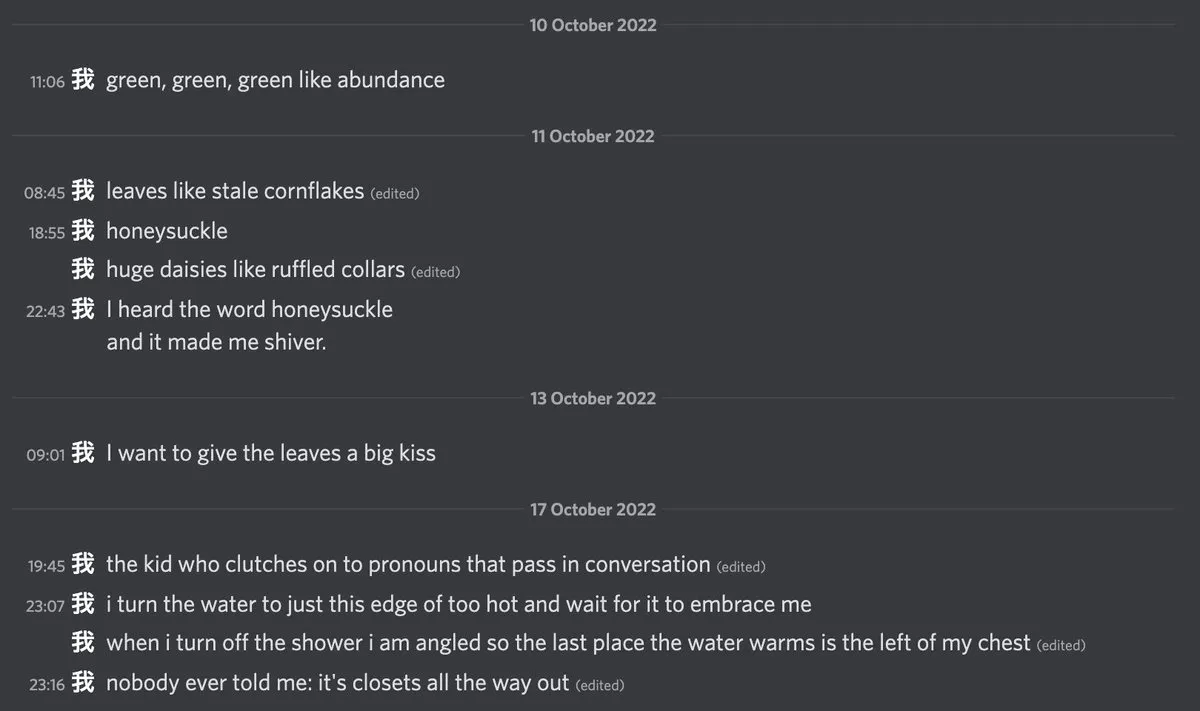 10 October 2022
11:06 我 green, green, green like abundance
11 October 2022
08:45 我 leaves like stale cornflakes (edited)
18:55 我 honeysuckle
我 huge daisies like ruffled collars (edited)
22:43 我 I heard the word honeysuckle
and it made me shiver.
13 October 2022
09:01 我 I want to give the leaves a big kiss
17 October 2022
19:45 我 the kid who clutches on to pronouns that pass in conversation (edited)
23:07 我 i turn the water to just this edge of too hot and wait for it to embrace me
我 when i turn off the shower i am angled so the last place the water warms is the left of my chest (edited)
23:16 我 nobody ever told me: it's closets all the way out (edited)